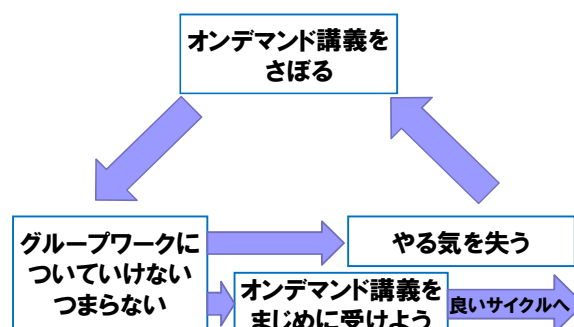 オンデマンド講義を
さぼる
グループワークに
ついていけない
つまらない
やる気を失う
オンデマンド講義を
まじめに受けよう
良いサイクルへ